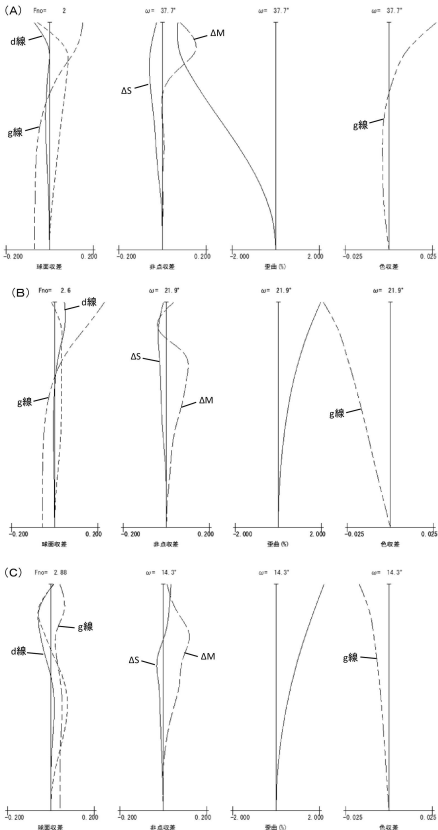 (A)
Fno= 2
ω= 37.7°
ω= 37.7°
ω= 37.7°
d線
g線
ΔS
ΔM
g線
-0.200 0.200
-0.200 0.200
-2.000 2.000
-0.025 0.025
球面収差
非点収差
歪曲(%)
色収差
(B)
Fno= 2.6
ω= 21.9°
ω= 21.9°
ω= 21.9°
d線
g線
ΔS
ΔM
g線
-0.200 0.200
-0.200 0.200
-2.000 2.000
-0.025 0.025
球面収差
非点収差
歪曲(%)
色収差
(C)
Fno= 2.88
ω= 14.3°
ω= 14.3°
ω= 14.3°
g線
d線
ΔS
ΔM
g線
-0.200 0.200
-0.200 0.200
-2.000 2.000
-0.025 0.025
球面収差
非点収差
歪曲(%)
色収差